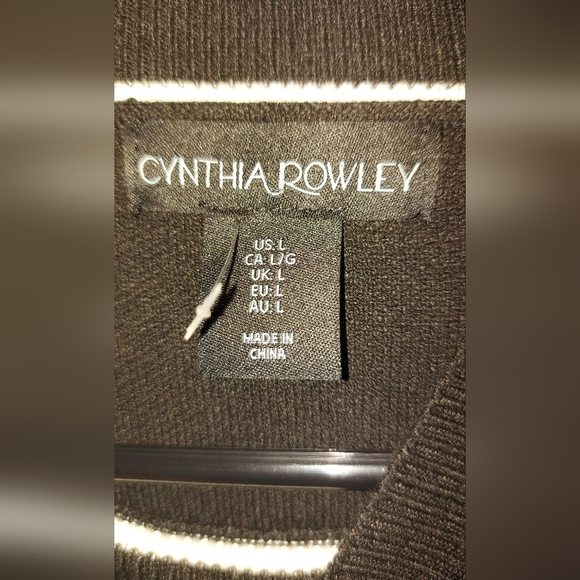 CYNTHIA ROWLEY
US: L
CA: L/G
UK: L
EU: L
AU: L
MADE IN
CHINA